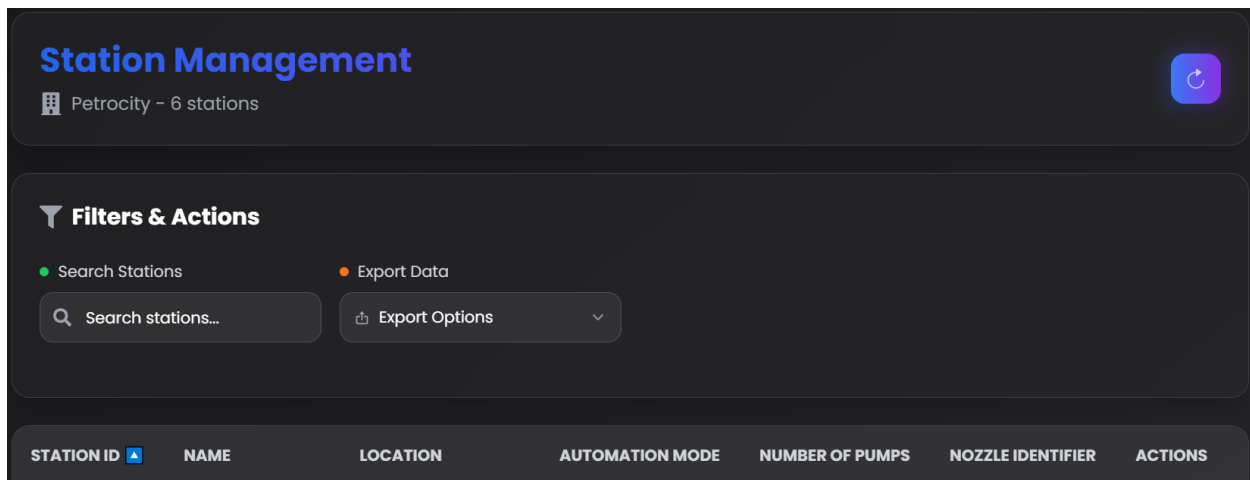 Station Management
Petrocity - 6 stations
Filters & Actions
Search Stations
Export Data
Search stations...
Export Options
STATION ID NAME LOCATION AUTOMATION MODE NUMBER OF PUMPS NOZZLE IDENTIFIER ACTIONS